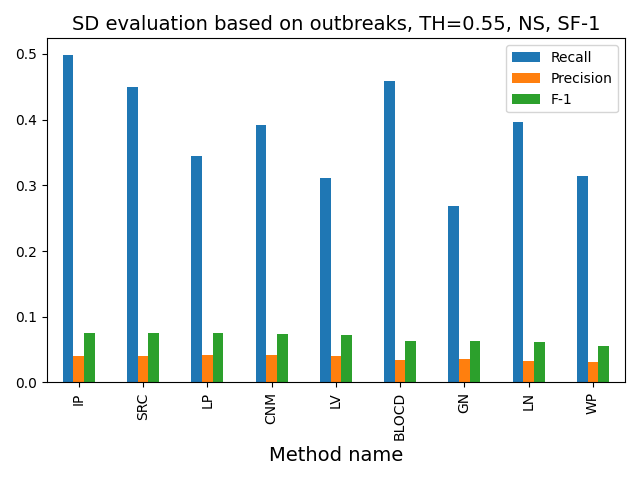 SD evaluation based on outbreaks, TH=0.55, NS, SF-1
Recall
Precision
F-1
0.5
0.4
0.3
0.2
0.1
0.0
IP
SRC
LP
CNM
LV
BLOCD
GN
LN
WP
Method name